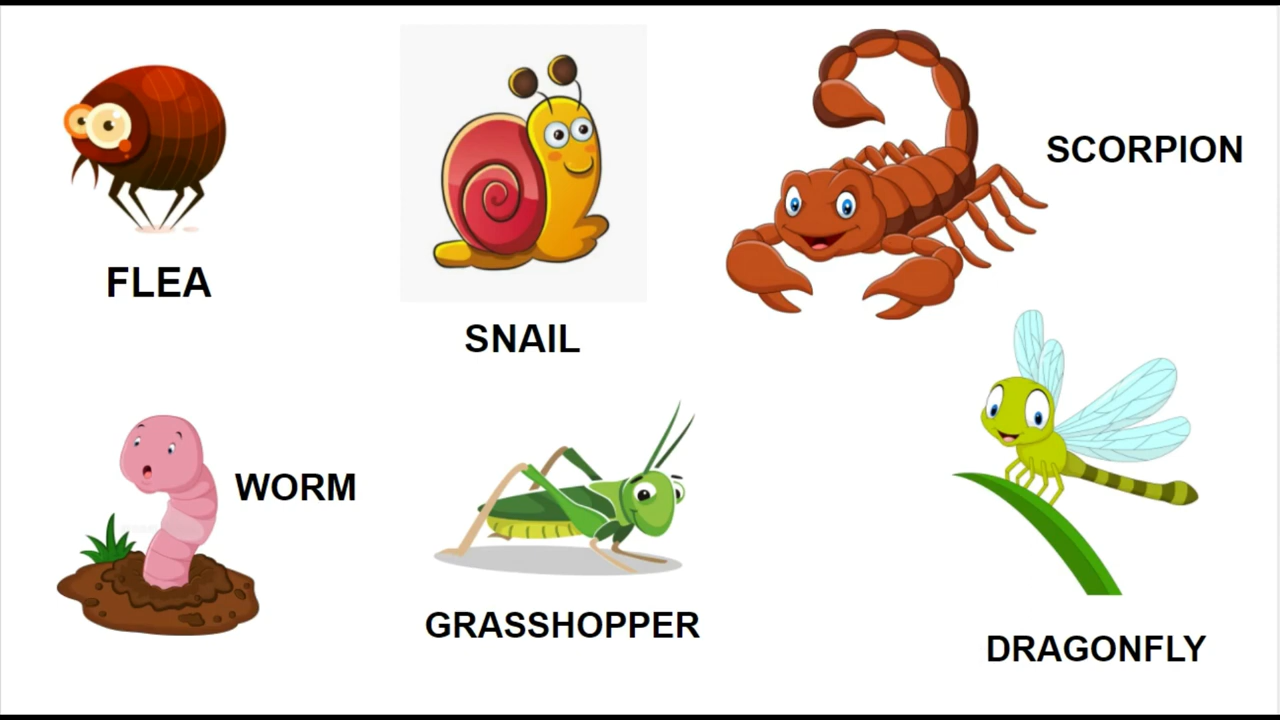 FLEA
SNAIL
SCORPION
WORM
GRASSHOPPER
DRAGONFLY